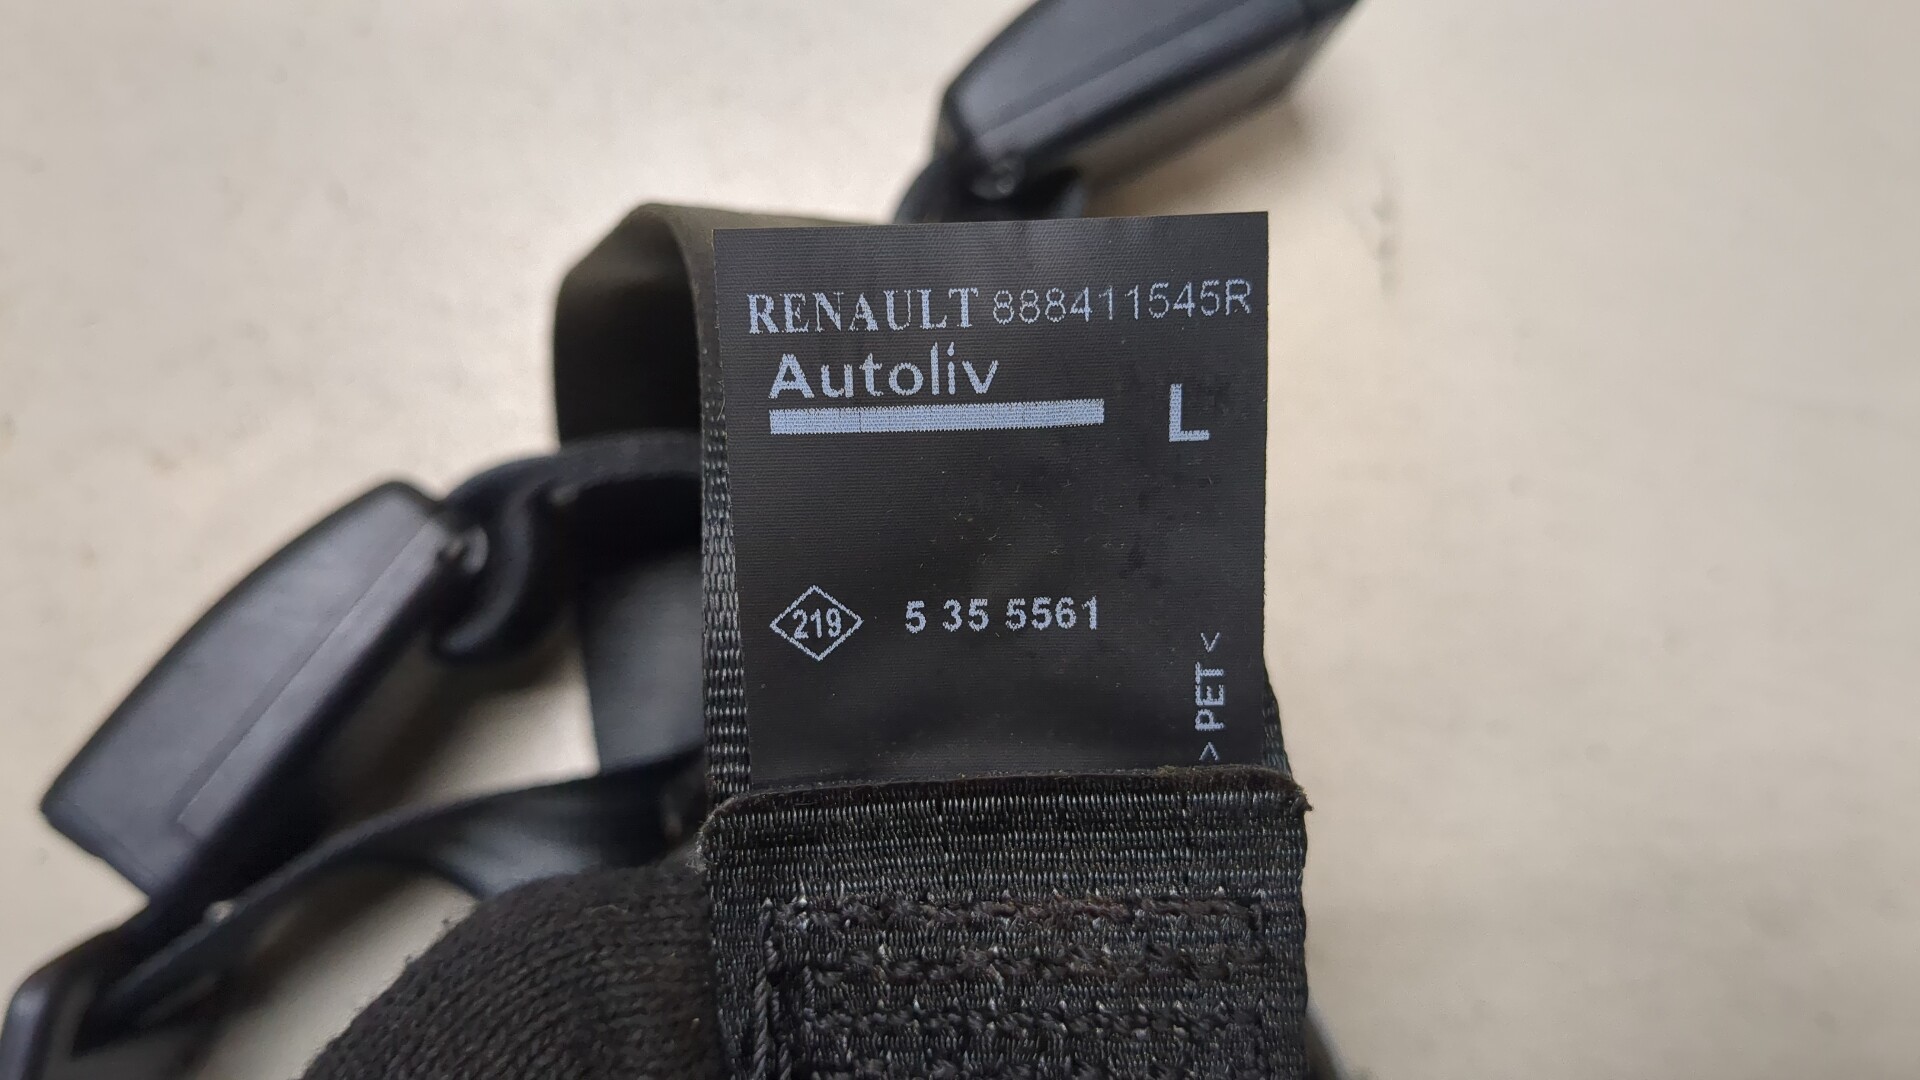 RENAULT 888411545R
Autoliv
L
219 5 35 5561
>PET<